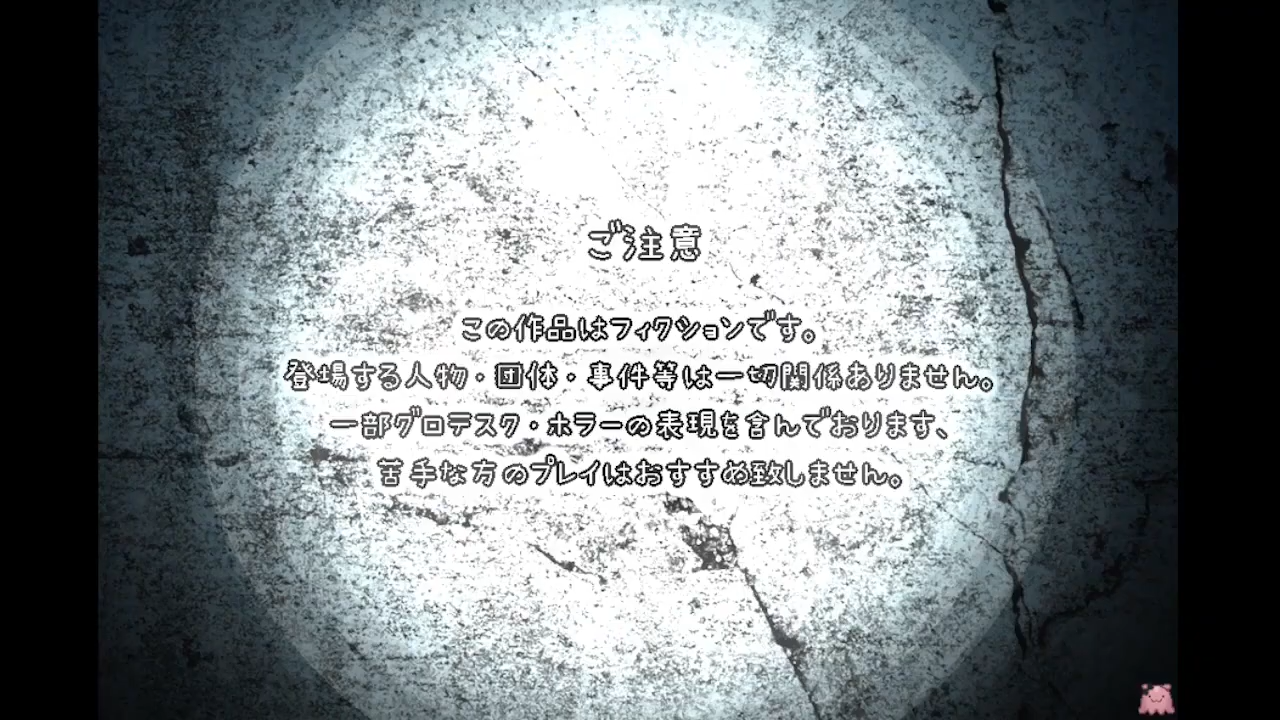 ご注意
この作品はフィクションです。
登場する人物・団体・事件等は一切関係ありません。
一部グロテスク・ホラーの表現を含んでおります、
苦手な方のプレイはおすすめ致しません。